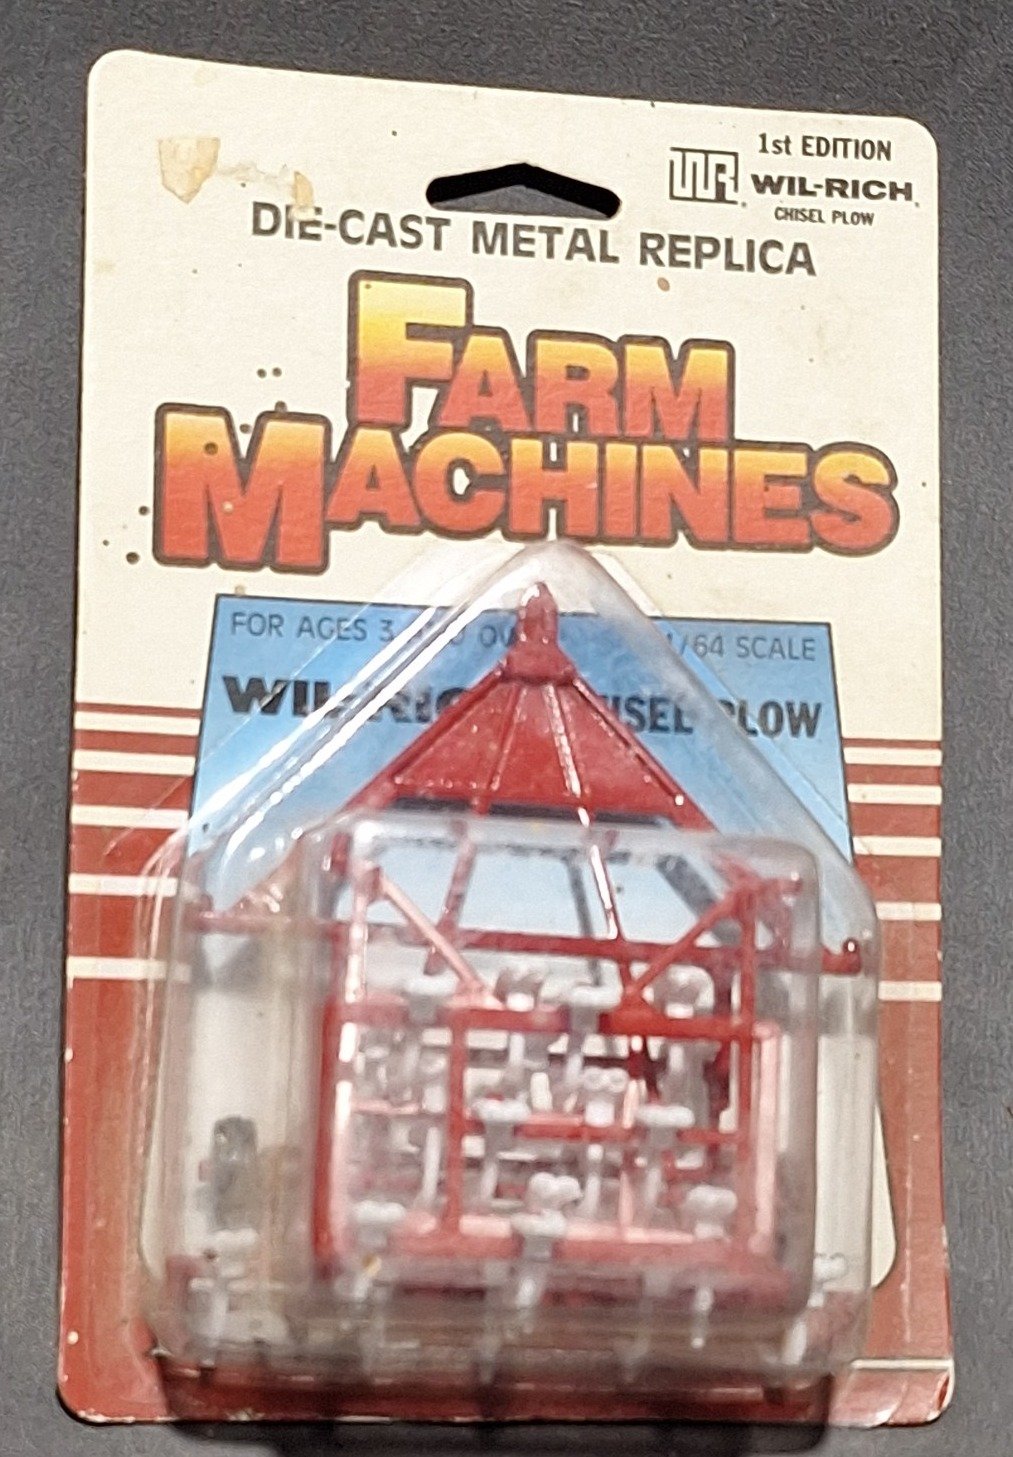 1st EDITION
WR WIL-RICH
CHISEL PLOW
DIE-CAST METAL REPLICA
FARM
MACHINES
FOR AGES 3 1/64 SCALE
PLOW